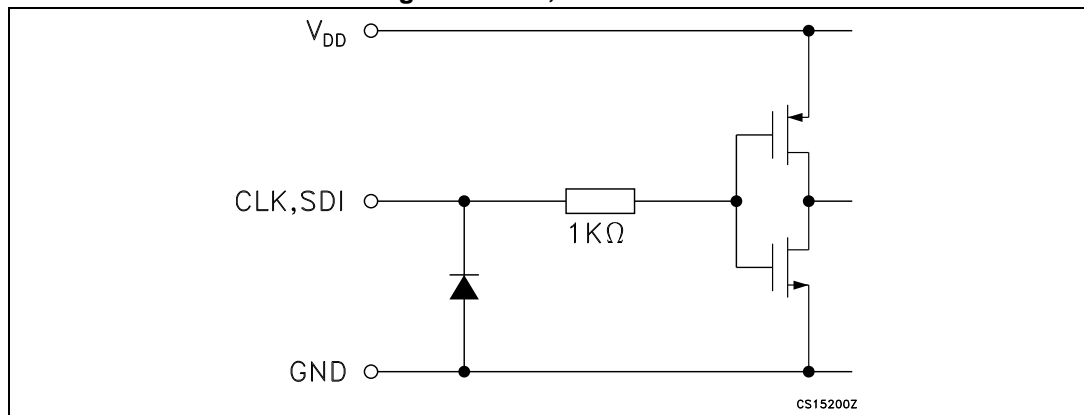 V_DD
CLK,SDI
1KΩ
GND
CS15200Z